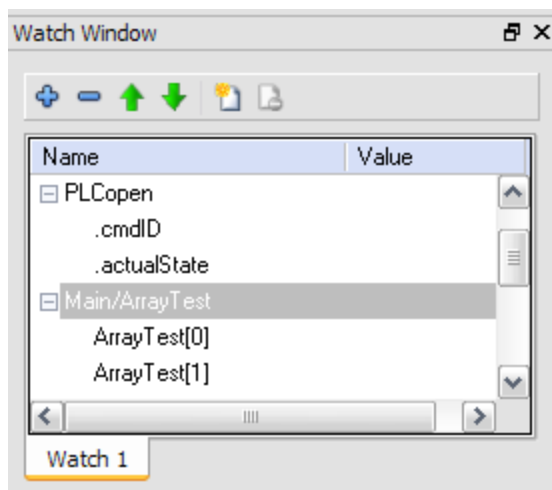 Watch Window
Name Value
PLCopen
.cmdID
.actualState
Main/ArrayTest
ArrayTest[0]
ArrayTest[1]
Watch 1